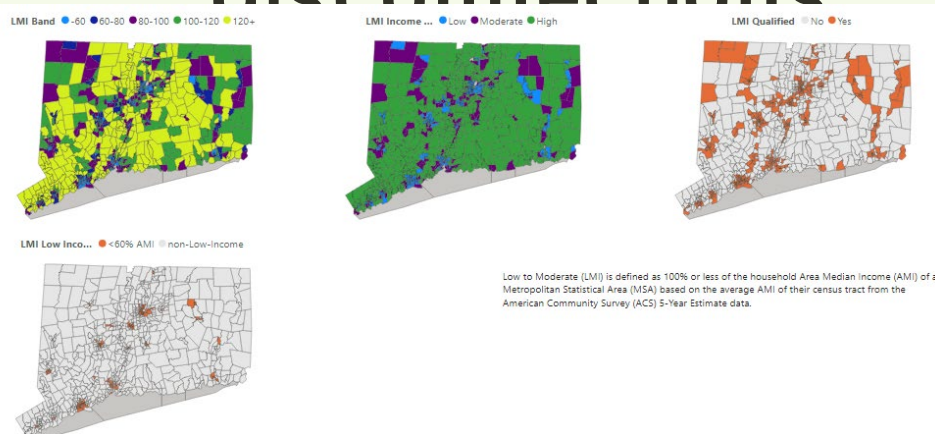 LMI Band -60 60-80 80-100 100-120 120+
LMI Income ... Low Moderate High
LMI Qualified No Yes
LMI Low Inco... <60% AMI non-Low-Income
Low to Moderate (LMI) is defined as 100% or less of the household Area Median Income (AMI) of a
Metropolitan Statistical Area (MSA) based on the average AMI of their census tract from the
American Community Survey (ACS) 5-Year Estimate data.